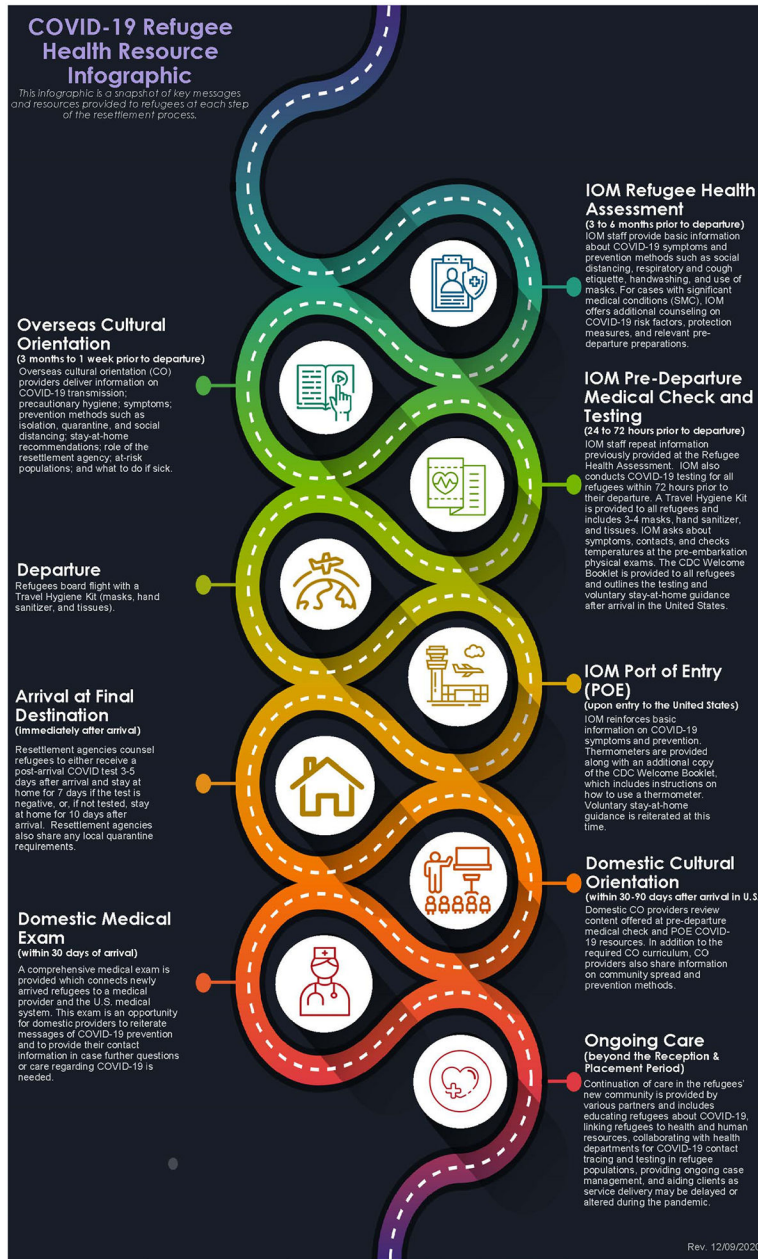 COVID-19 Refugee
Health Resource
Infographic
This infographic is a snapshot of key messages
and resources provided to refugees at each step
of the resettlement process.
IOM Refugee Health
Assessment
(3 to 6 months prior to departure)
IOM staff provide basic information
about COVID-19 symptoms and
prevention methods such as social
distancing, respiratory and cough
etiquette, handwashing, and use of
masks. For cases with significant
medical conditions (SMC), IOM
offers additional counseling on
COVID-19 risk factors, protection
measures, and relevant pre-
departure preparations.
Overseas Cultural
Orientation
(3 months to 1 week prior to departure)
Overseas cultural orientation (CO)
providers deliver information on
COVID-19 transmission;
precautionary hygiene; symptoms;
prevention methods such as
isolation, quarantine, and social
distancing; stay-at-home
recommendations; role of the
resettlement agency; at-risk
populations; and what to do if sick.
IOM Pre-Departure
Medical Check and
Testing
(24 to 72 hours prior to departure)
IOM staff repeat information
previously provided at the Refugee
Health Assessment. IOM also
conducts COVID-19 testing for all
refugees within 72 hours prior to
their departure. A Travel Hygiene Kit
is provided to all refugees and
includes 3-4 masks, hand sanitizer,
and tissues. IOM asks about
symptoms, contacts, and checks
temperatures at the pre-embarkation
physical exams. The CDC Welcome
Booklet is provided to all refugees
and outlines the testing and
voluntary stay-at-home guidance
after arrival in the United States.
Departure
Refugees board flight with a
Travel Hygiene Kit (masks, hand
sanitizer, and tissues).
IOM Port of Entry
(POE)
(upon entry to the United States)
IOM reinforces basic
information on COVID-19
symptoms and prevention.
Thermometers are provided
along with an additional copy
of the CDC Welcome Booklet,
which includes instructions on
how to use a thermometer.
Voluntary stay-at-home
guidance is reiterated at this
time.
Arrival at Final
Destination
(immediately after arrival)
Resettlement agencies counsel
refugees to either receive a
post-arrival COVID test 3-5
days after arrival and stay at
home for 7 days if the test is
negative, or, if not tested, stay
at home for 10 days after
arrival. Resettlement agencies
also share any local quarantine
requirements.
Domestic Cultural
Orientation
(within 30-90 days after arrival in U.S.
Domestic CO providers review
content offered at pre-departure
medical check and POE COVID-
19 resources. In addition to the
required CO curriculum, CO
providers also share information
on community spread and
prevention methods.
Domestic Medical
Exam
(within 30 days of arrival)
A comprehensive medical exam is
provided which connects newly
arrived refugees to a medical
provider and the U.S. medical
system. This exam is an opportunity
for domestic providers to reiterate
messages of COVID-19 prevention
and to provide their contact
information in case further questions
or care regarding COVID-19 is
needed.
Ongoing Care
(beyond the Reception &
Placement Period)
Continuation of care in the refugees'
new community is provided by
various partners and includes
educating refugees about COVID-19,
linking refugees to health and human
resources, collaborating with health
departments for COVID-19 contact
tracing and testing in refugee
populations, providing ongoing case
management, and aiding clients as
service delivery may be delayed or
altered during the pandemic.
Rev. 12/09/2020